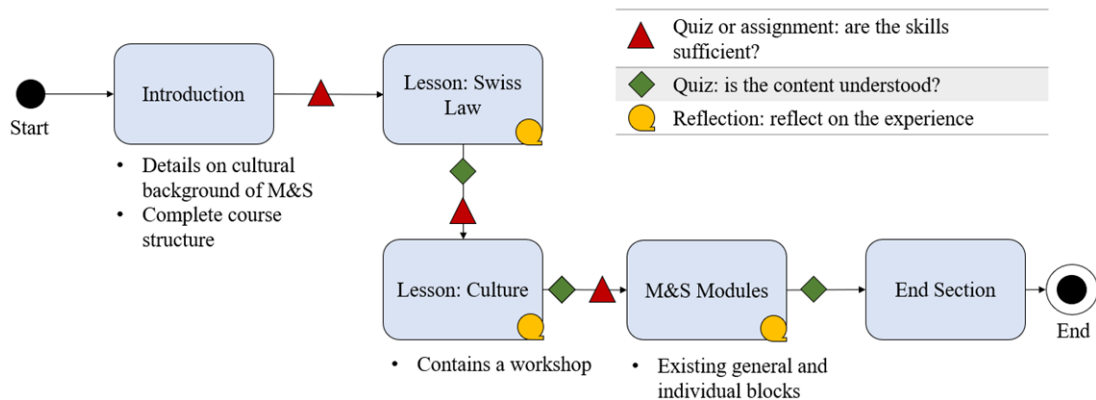 Quiz or assignment: are the skills
sufficient?
Quiz: is the content understood?
Reflection: reflect on the experience
Start
Introduction
Lesson: Swiss
Law
• Details on cultural
background of M&S
• Complete course
structure
Lesson: Culture
M&S Modules
End Section
End
• Contains a workshop
• Existing general and
individual blocks